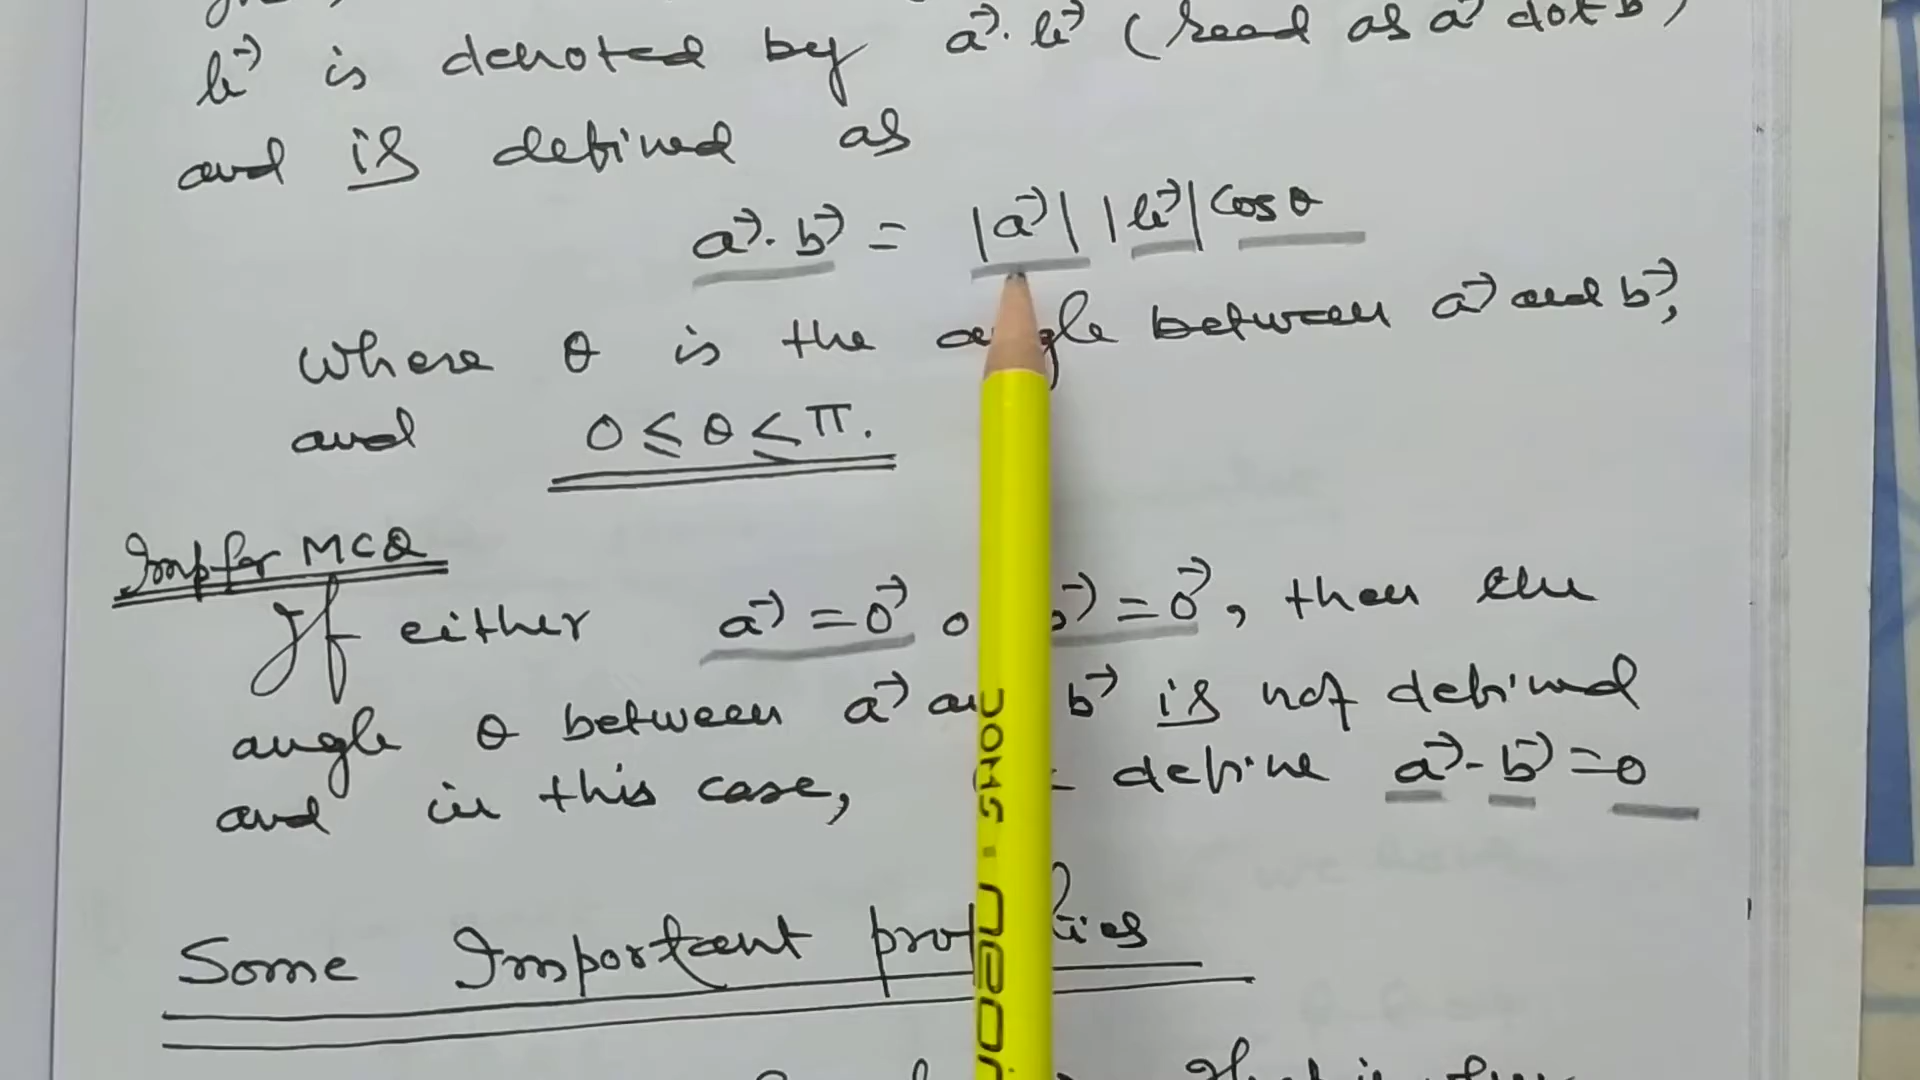 b⃗ is denoted by a⃗·b⃗ (read as a⃗ dot b⃗)
and is defined as
a⃗·b⃗ = |a⃗| |b⃗| cos θ
Where θ is the angle between a⃗ and b⃗,
and 0 ≤ θ ≤ π.
Imp for MCQ
If either a⃗ = 0⃗ o b⃗ = 0⃗, then the
angle θ between a⃗ an b⃗ is not defined
and in this case, define a⃗·b⃗ = 0
Some Important properties